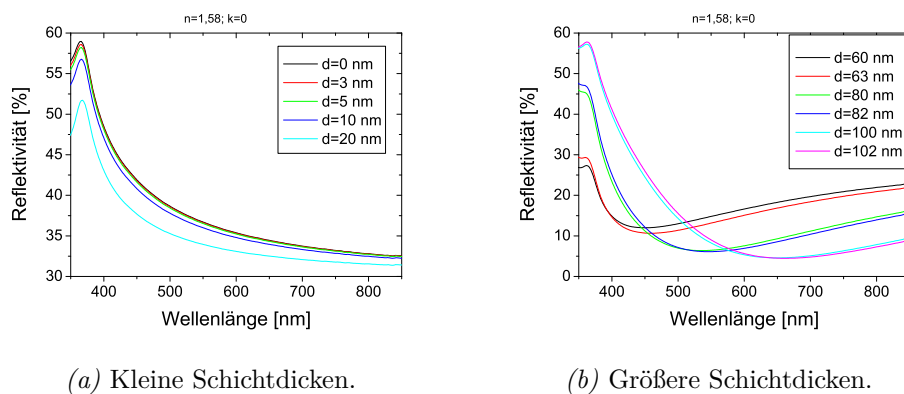 n=1,58; k=0
60
55
50
45
40
35
30
400 500 600 700 800
Reflektivität [%]
Wellenlänge [nm]
d=0 nm
d=3 nm
d=5 nm
d=10 nm
d=20 nm
(a) Kleine Schichtdicken.
n=1,58; k=0
60
50
40
30
20
10
0
400 500 600 700 800
Reflektivität [%]
Wellenlänge [nm]
d=60 nm
d=63 nm
d=80 nm
d=82 nm
d=100 nm
d=102 nm
(b) Größere Schichtdicken.